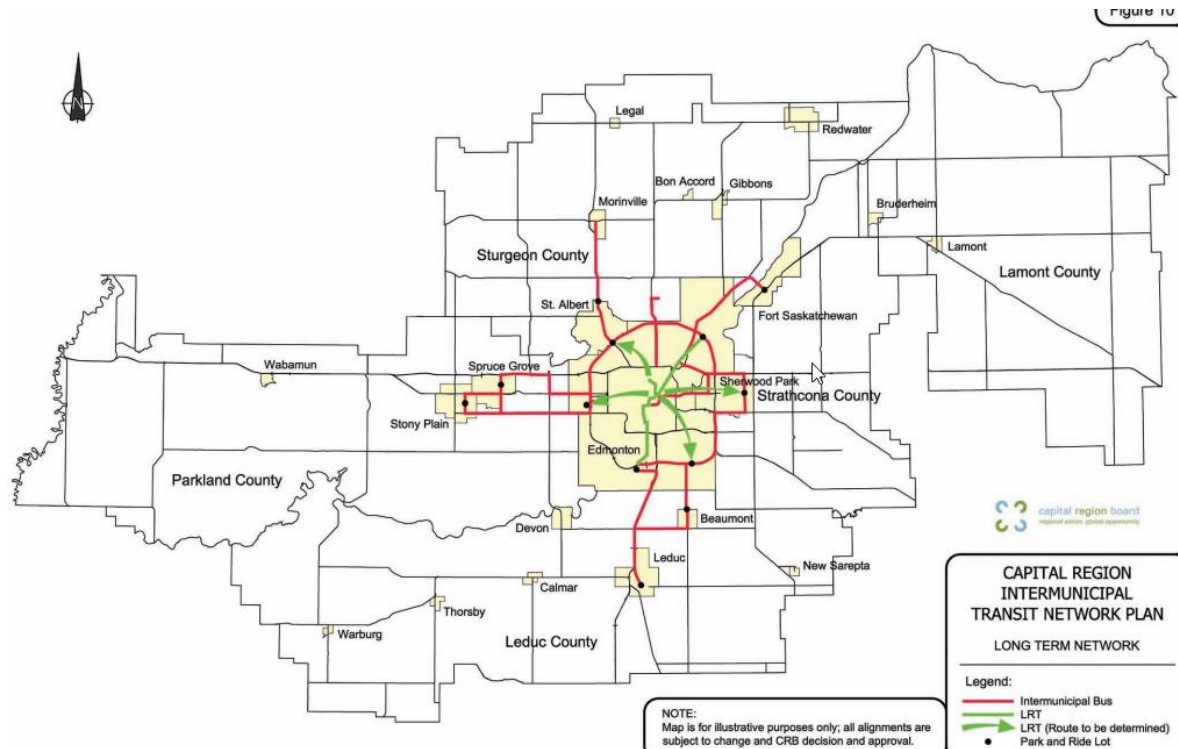 Figure 10
N
Legal
Redwater
Bon Accord
Gibbons
Morinville
Bruderheim
Lamont
Sturgeon County
Lamont County
St. Albert
Fort Saskatchewan
Wabamun
Spruce Grove
Sherwood Park
Strathcona County
Stony Plain
Edmonton
Parkland County
Devon
Beaumont
capital region board
regional vision. global opportunity.
Leduc
New Sarepta
Calmar
Thorsby
Warburg
Leduc County
CAPITAL REGION
INTERMUNICIPAL
TRANSIT NETWORK PLAN
LONG TERM NETWORK
Legend:
Intermunicipal Bus
LRT
LRT (Route to be determined)
Park and Ride Lot
NOTE:
Map is for illustrative purposes only; all alignments are
subject to change and CRB decision and approval.